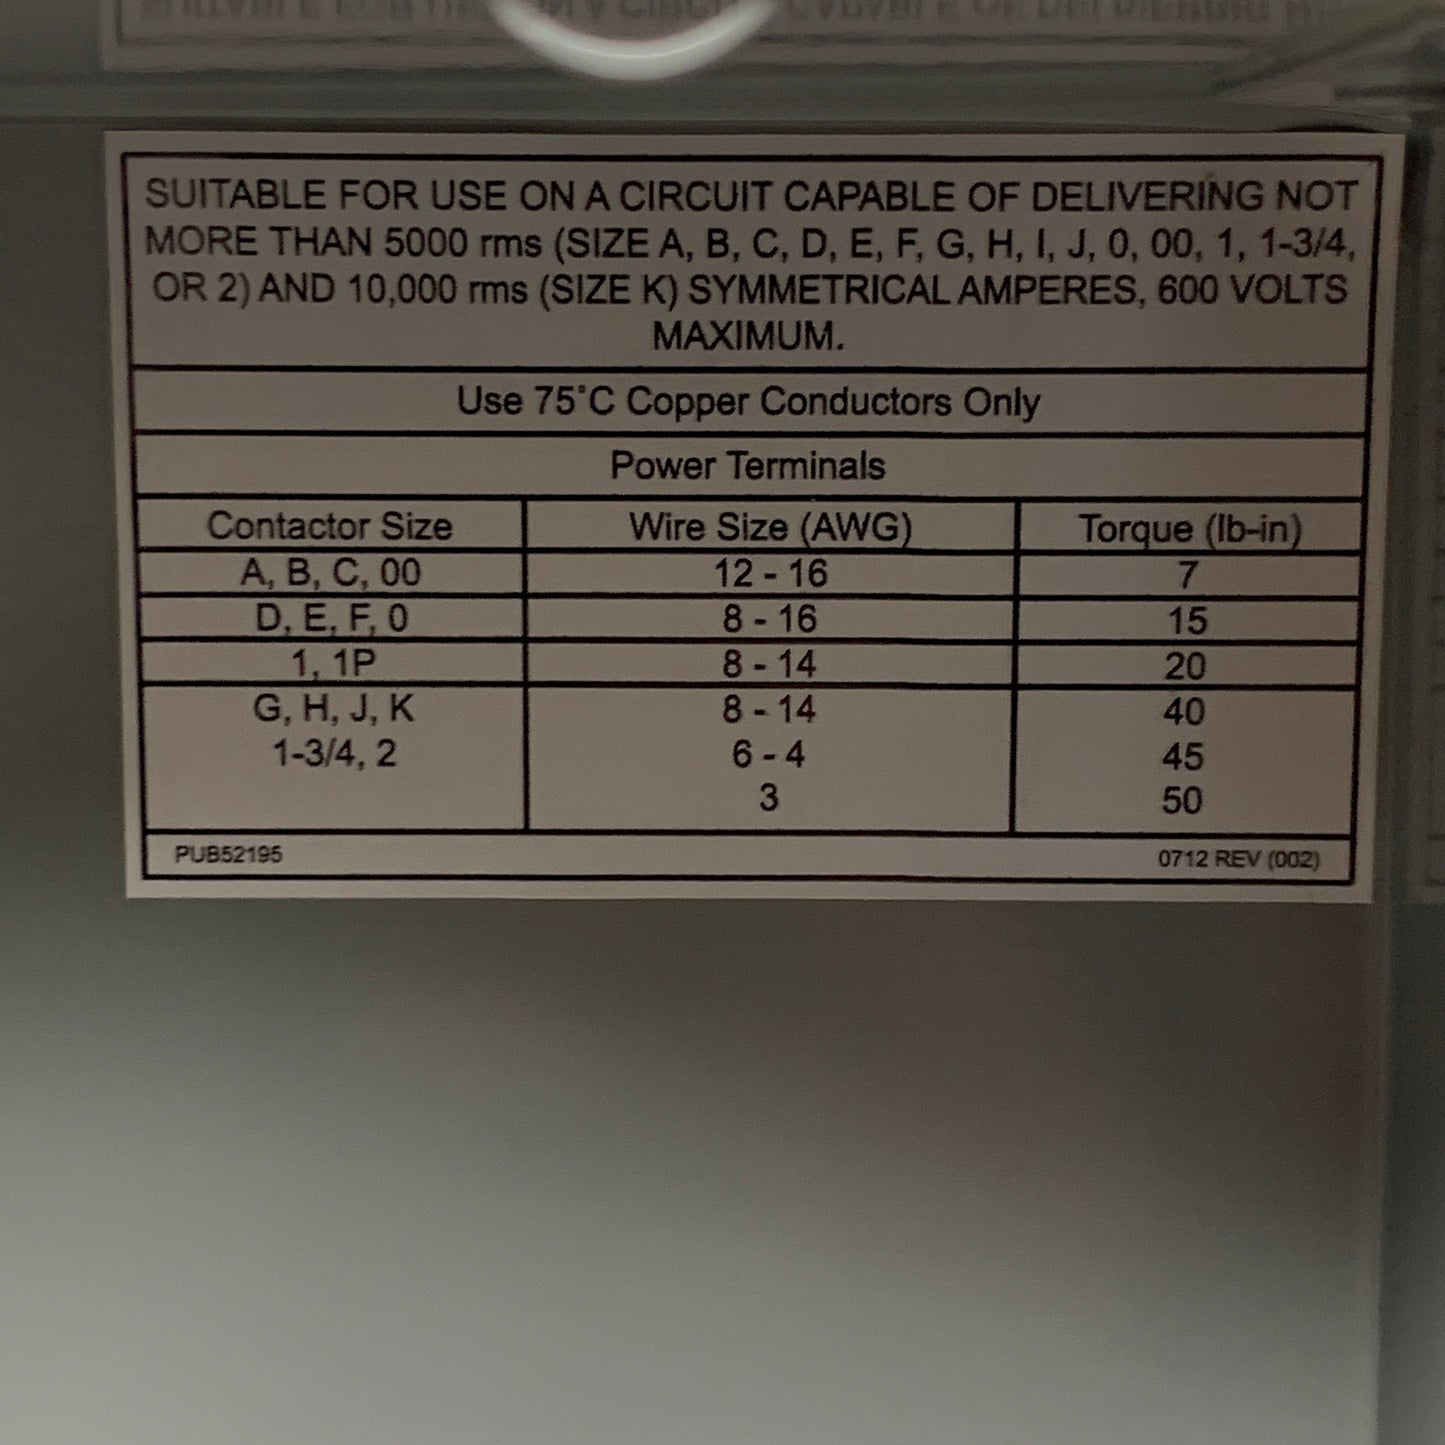 SUITABLE FOR USE ON A CIRCUIT CAPABLE OF DELIVERING NOT
MORE THAN 5000 rms (SIZE A, B, C, D, E, F, G, H, I, J, 0, 00, 1, 1-3/4,
OR 2) AND 10,000 rms (SIZE K) SYMMETRICAL AMPERES, 600 VOLTS
MAXIMUM.
Use 75°C Copper Conductors Only
Power Terminals
Contactor Size Wire Size (AWG) Torque (lb-in)
A, B, C, 00 12 - 16 7
D, E, F, 0 8 - 16 15
1, 1P 8 - 14 20
G, H, J, K 8 - 14 40
1-3/4, 2 6 - 4 45
3 50
PUB52195 0712 REV (002)